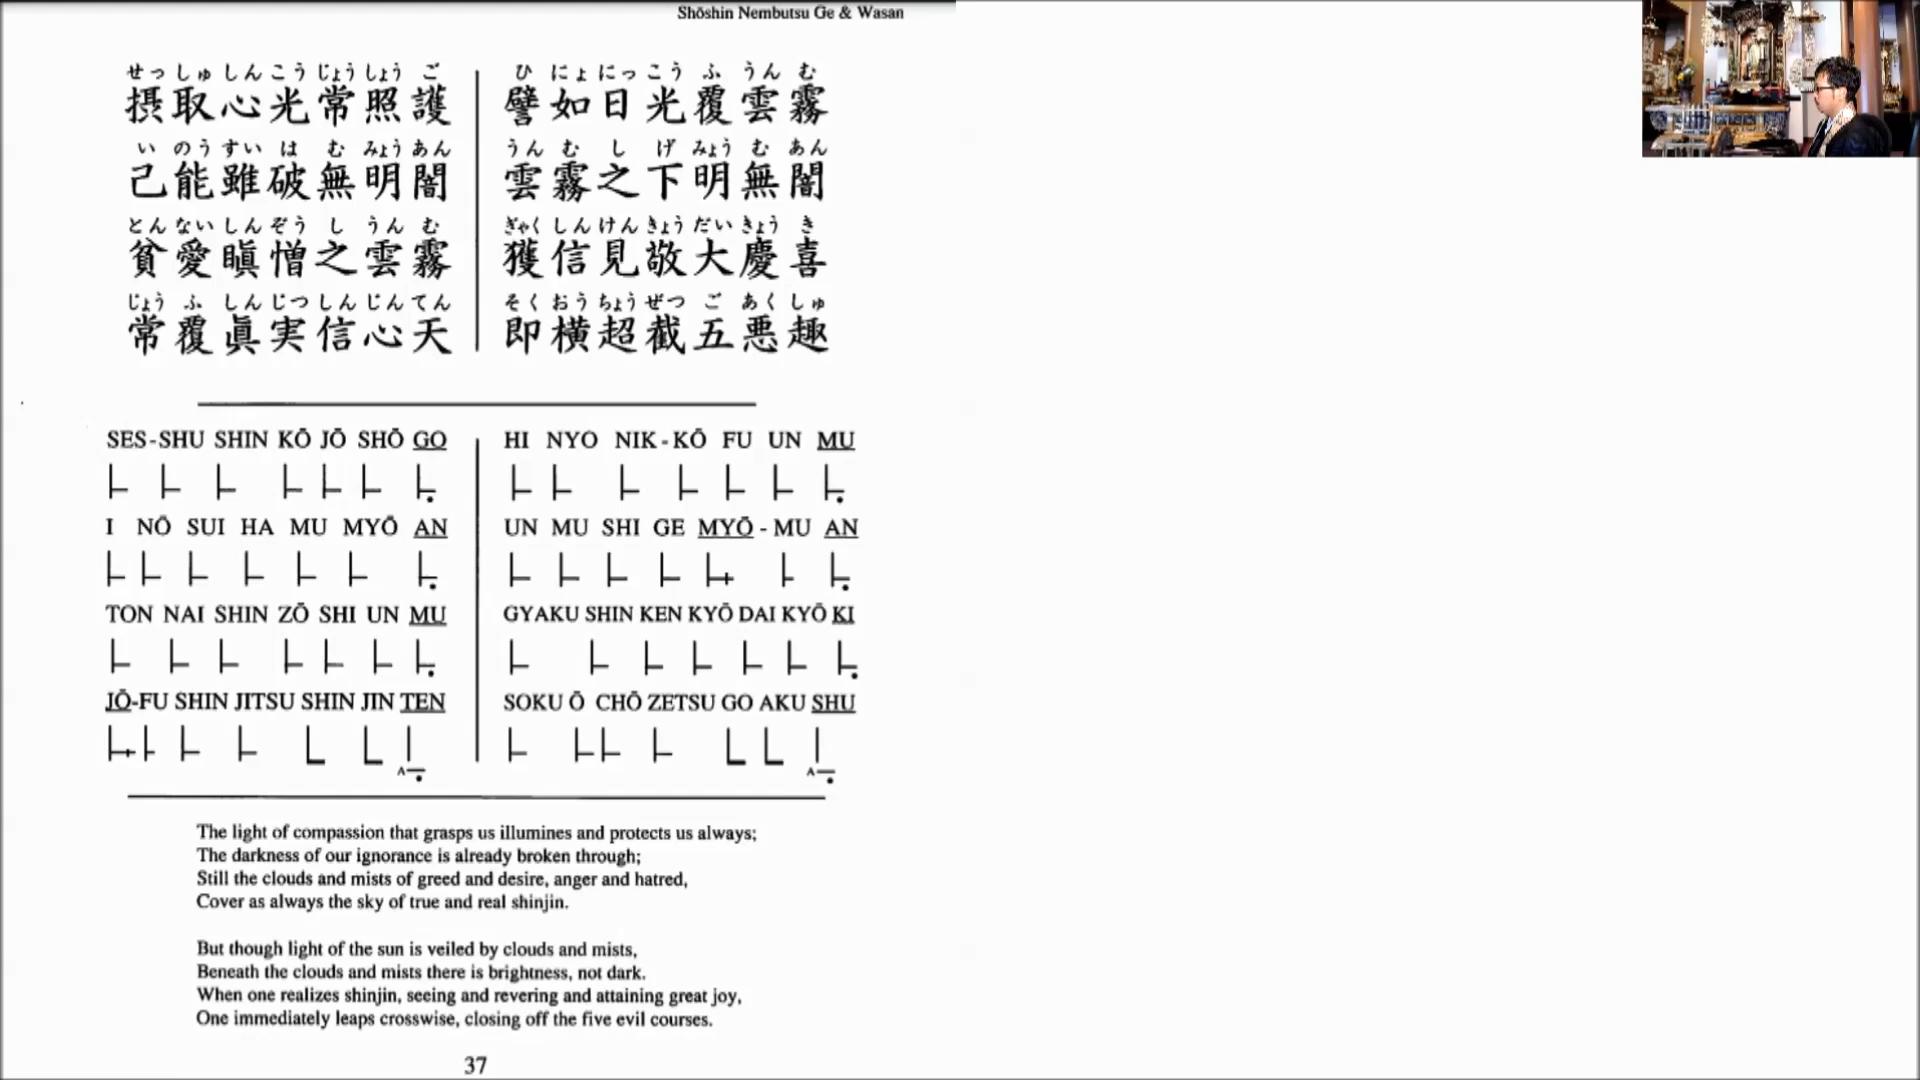 Shōshin Nembutsu Ge & Wasan
せっ しゅ しん こう じょう しょう ご
摂取心光常照護
い のう すい は む みょう あん
己能雖破無明闇
とん ない しん ぞう し うん む
貧愛瞋憎之雲霧
じょう ふ しん じつ しん じん てん
常覆眞実信心天
ひ にょ にっ こう ふ うん む
譬如日光覆雲霧
うん む し げ みょう む あん
雲霧之下明無闇
ぎゃく しん けん きょう だい きょう き
獲信見敬大慶喜
そく おう ちょう ぜつ ご あく しゅ
即横超截五悪趣
SES-SHU SHIN KŌ JŌ SHŌ GO
I NŌ SUI HA MU MYŌ AN
TON NAI SHIN ZŌ SHI UN MU
JŌ-FU SHIN JITSU SHIN JIN TEN
A
HI NYO NIK-KŌ FU UN MU
UN MU SHI GE MYŌ-MU AN
GYAKU SHIN KEN KYŌ DAI KYŌ KI
SOKU Ō CHŌ ZETSU GO AKU SHU
A
The light of compassion that grasps us illumines and protects us always;
The darkness of our ignorance is already broken through;
Still the clouds and mists of greed and desire, anger and hatred,
Cover as always the sky of true and real shinjin.
But though light of the sun is veiled by clouds and mists,
Beneath the clouds and mists there is brightness, not dark.
When one realizes shinjin, seeing and revering and attaining great joy,
One immediately leaps crosswise, closing off the five evil courses.
37